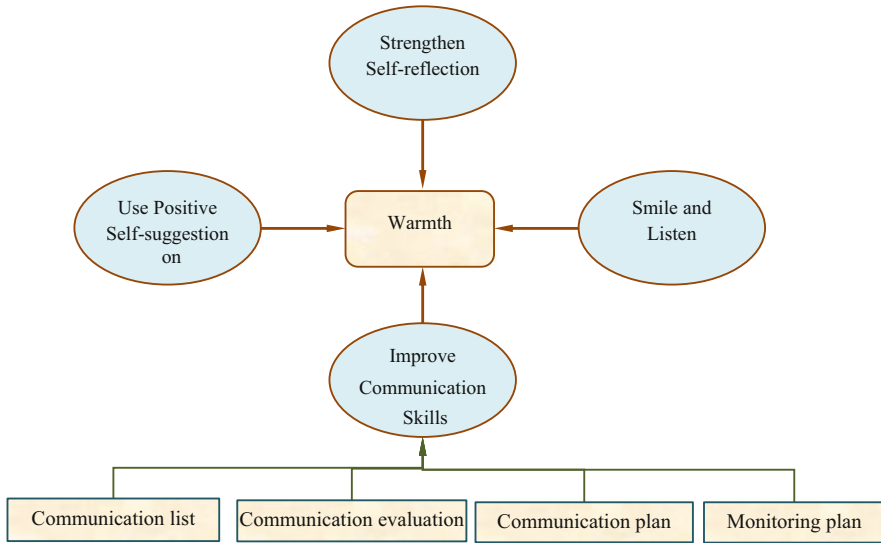 Strengthen
Self-reflection
Use Positive
Self-suggestion
on
Warmth
Smile and
Listen
Improve
Communication
Skills
Communication list
Communication evaluation
Communication plan
Monitoring plan